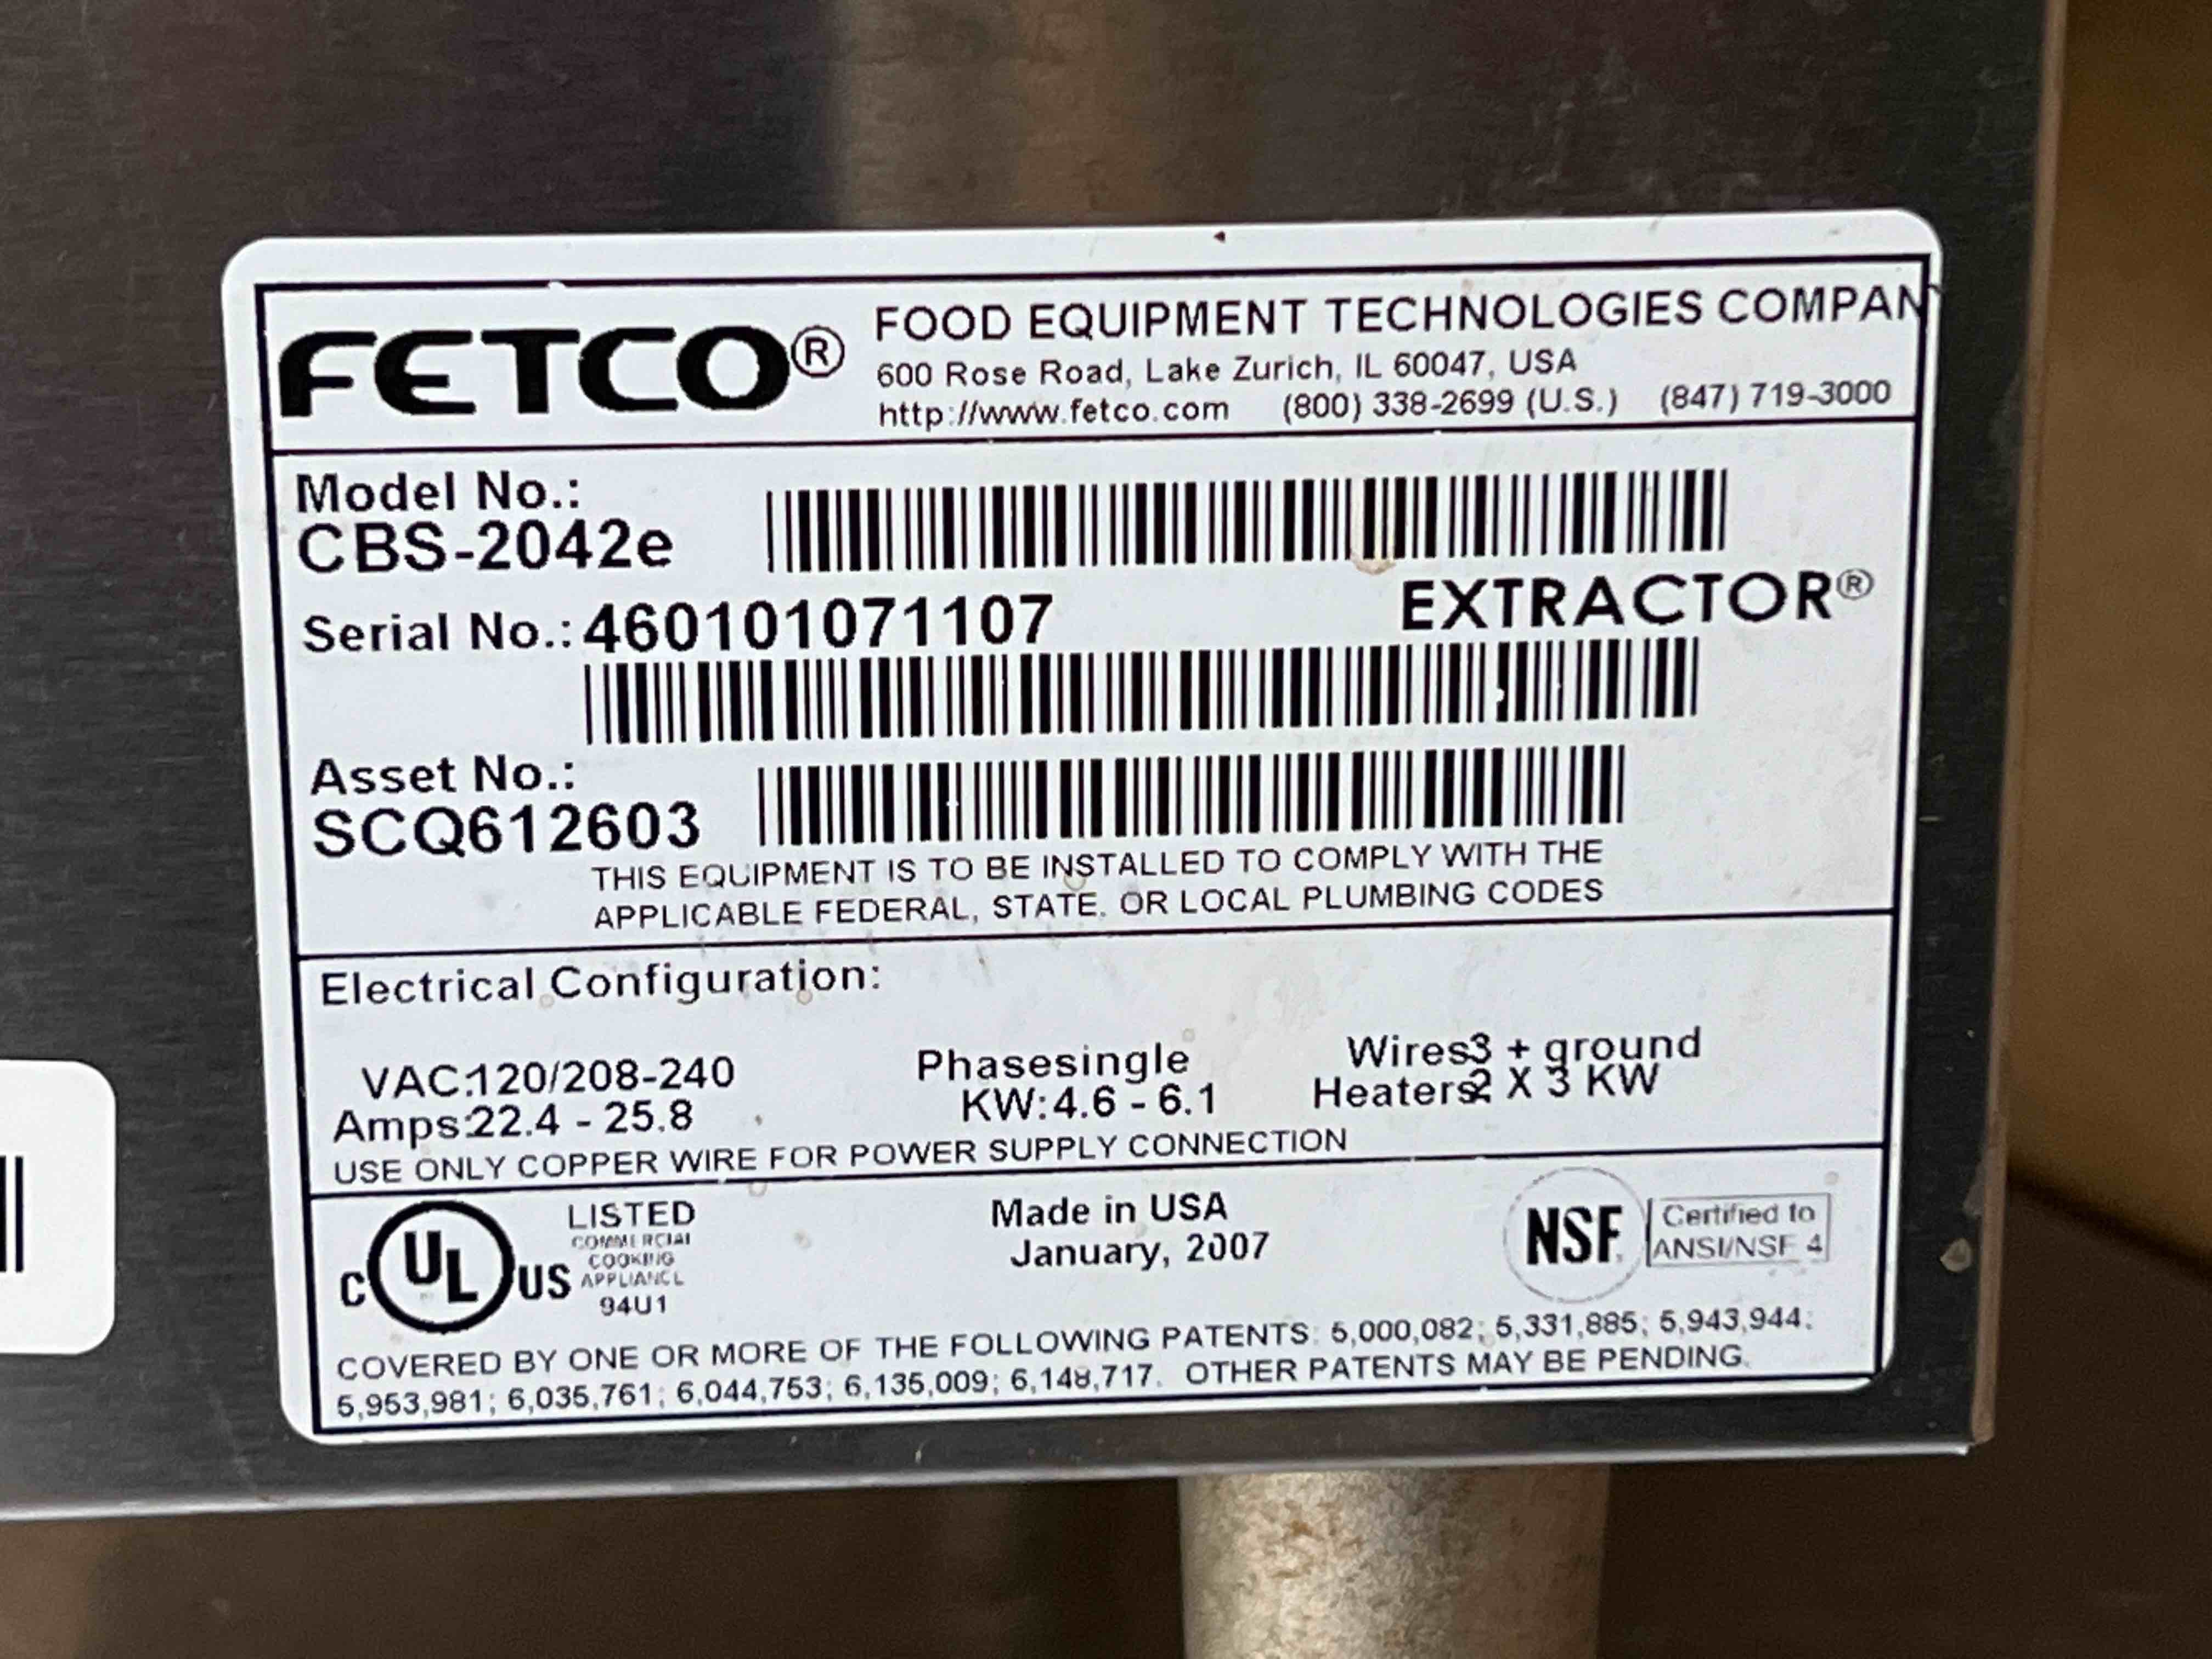 FETCO®
FOOD EQUIPMENT TECHNOLOGIES COMPAN
600 Rose Road, Lake Zurich, IL 60047, USA
http://www.fetco.com (800) 338-2699 (U.S.) (847) 719-3000
Model No.:
CBS-2042e
EXTRACTOR®
Serial No.: 460101071107
Asset No.:
SCQ612603
THIS EQUIPMENT IS TO BE INSTALLED TO COMPLY WITH THE
APPLICABLE FEDERAL, STATE, OR LOCAL PLUMBING CODES
Electrical Configuration:
VAC:120/208-240 Phasesingle Wires3 + ground
Amps:22.4 - 25.8 KW:4.6 - 6.1 Heaters2 X 3 KW
USE ONLY COPPER WIRE FOR POWER SUPPLY CONNECTION
C UL US
LISTED
COMMERCIAL
COOKING
APPLIANCE
94U1
Made in USA
January, 2007
NSF
Certified to
ANSI/NSF 4
COVERED BY ONE OR MORE OF THE FOLLOWING PATENTS: 5,000,082; 5,331,885; 5,943,944;
5,953,981; 6,035,761; 6,044,753; 6,135,009; 6,148,717. OTHER PATENTS MAY BE PENDING.